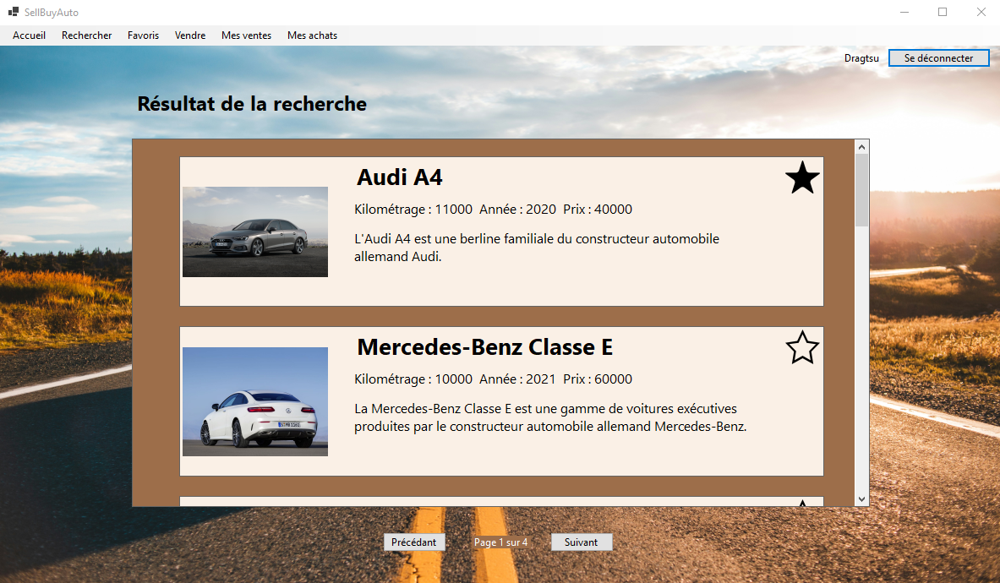 SellBuyAuto
Accueil Rechercher Favoris Vendre Mes ventes Mes achats
Dragtsu Se déconnecter
Résultat de la recherche
Audi A4
Kilométrage : 11000 Année : 2020 Prix : 40000
L'Audi A4 est une berline familiale du constructeur automobile
allemand Audi.
Mercedes-Benz Classe E
Kilométrage : 10000 Année : 2021 Prix : 60000
La Mercedes-Benz Classe E est une gamme de voitures exécutives
produites par le constructeur automobile allemand Mercedes-Benz.
Précédant Page 1 sur 4 Suivant